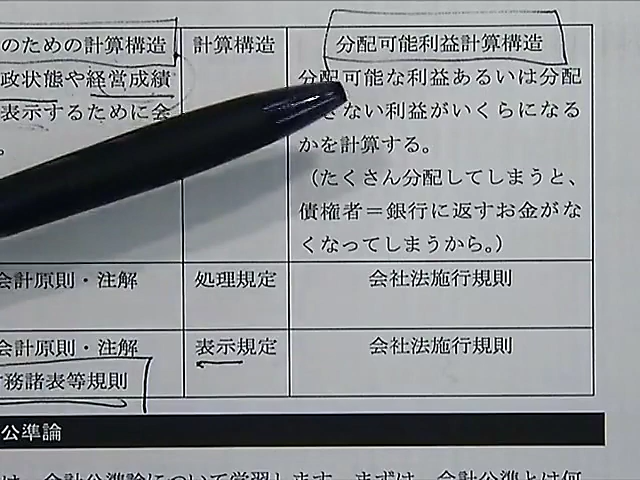 のための計算構造 計算構造 分配可能利益計算構造
政状態や経営成績 分配可能な利益あるいは分配
表示するために会 ない利益がいくらになる
。 かを計算する。
（たくさん分配してしまうと、
債権者＝銀行に返すお金がな
くなってしまうから。）
会計原則・注解 処理規定 会社法施行規則
会計原則・注解 表示規定 会社法施行規則
務諸表等規則
公準論
会計公準論について学習します。まずは、会計公準とは何